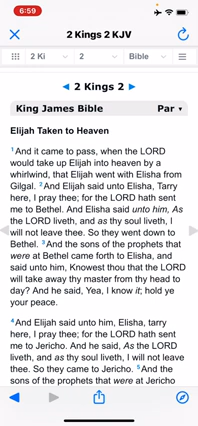 6:59
2 Kings 2 KJV
2 Ki
2
Bible
2 Kings 2
King James Bible
Par
Elijah Taken to Heaven
1And it came to pass, when the LORD
would take up Elijah into heaven by a
whirlwind, that Elijah went with Elisha from
Gilgal. 2And Elijah said unto Elisha, Tarry
here, I pray thee; for the LORD hath sent
me to Bethel. And Elisha said unto him, As
the LORD liveth, and as thy soul liveth, I
will not leave thee. So they went down to
Bethel. 3And the sons of the prophets that
were at Bethel came forth to Elisha, and
said unto him, Knowest thou that the LORD
will take away thy master from thy head to
day? And he said, Yea, I know it; hold ye
your peace.
4And Elijah said unto him, Elisha, tarry
here, I pray thee; for the LORD hath sent
me to Jericho. And he said, As the LORD
liveth, and as thy soul liveth, I will not leave
thee. So they came to Jericho. 5And the
sons of the prophets that were at Jericho